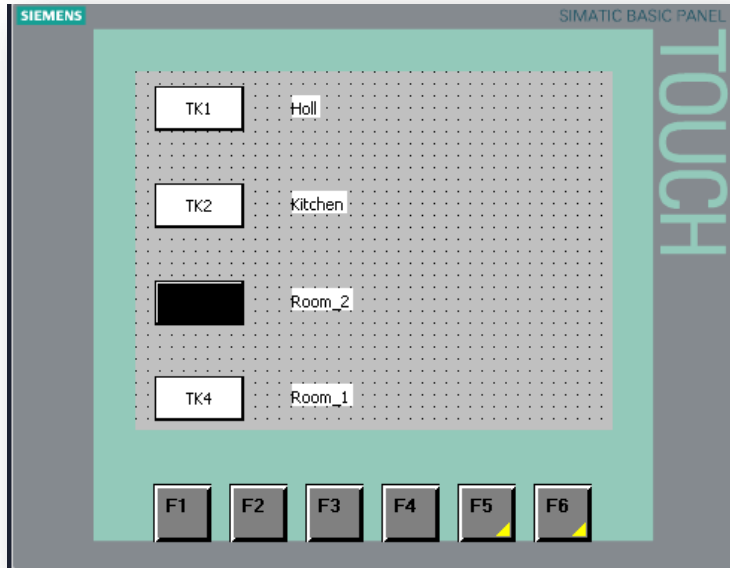 SIEMENS
SIMATIC BASIC PANEL
TOUCH
TK1 Holl
TK2 Kitchen
Room_2
TK4 Room_1
F1 F2 F3 F4 F5 F6